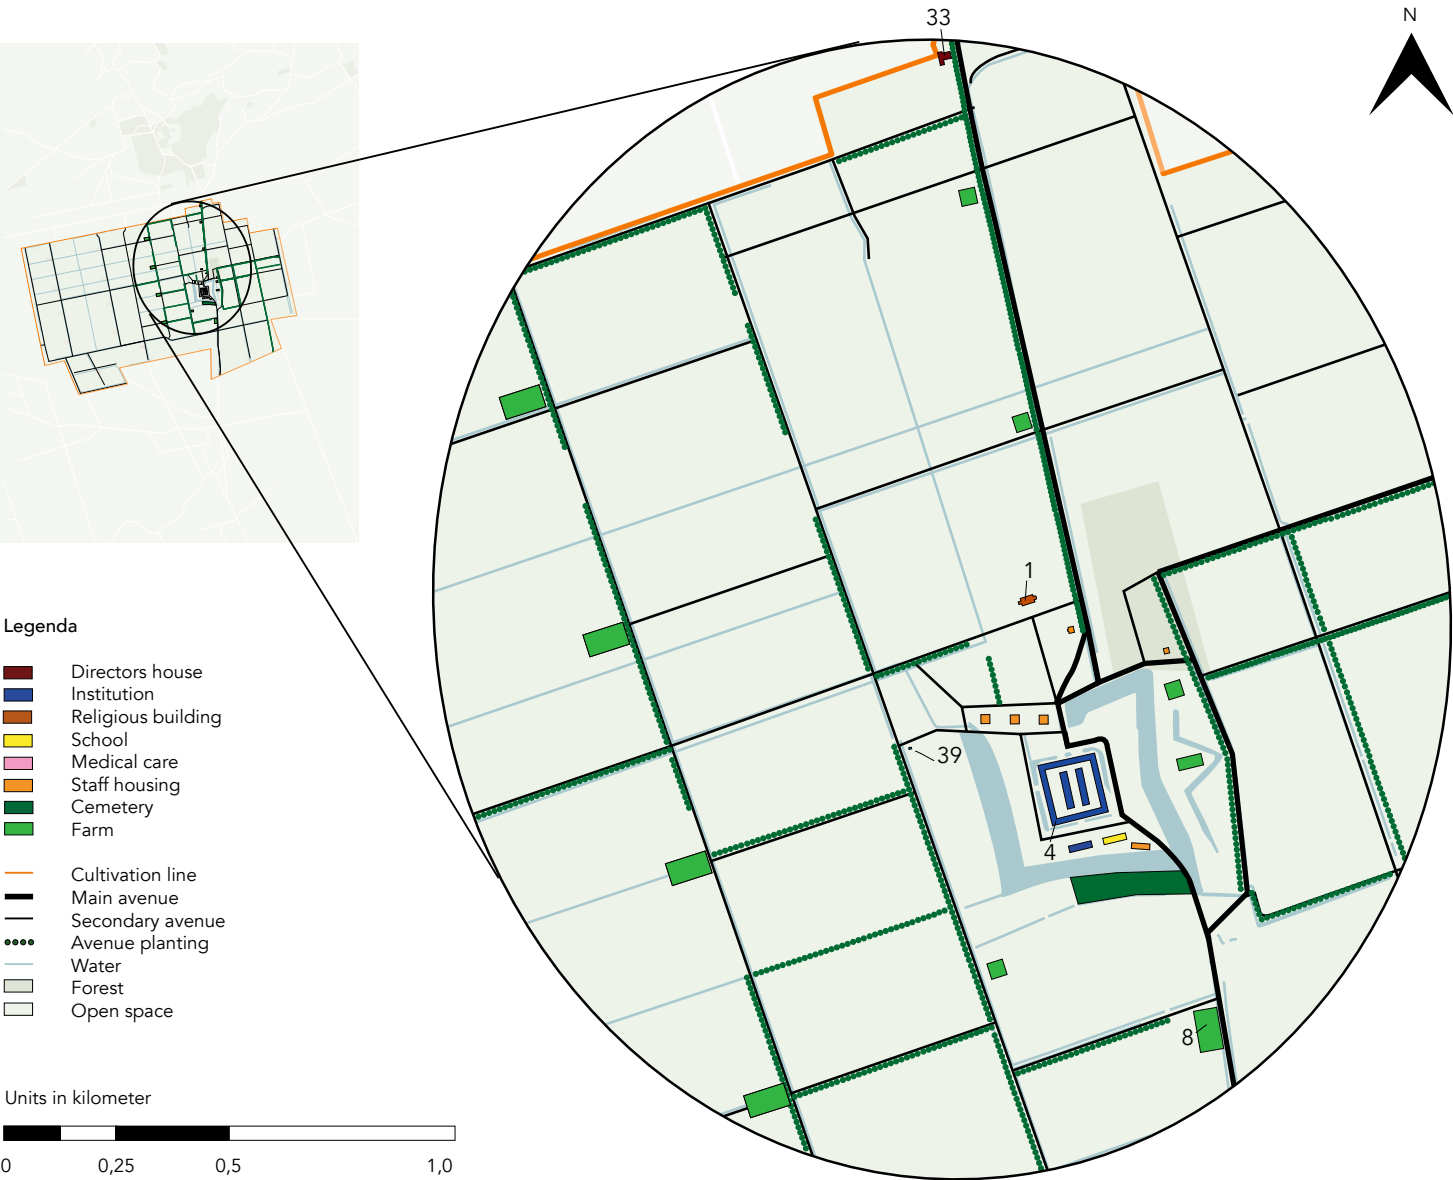 33
N
1
39
4
8
Legenda
Directors house
Institution
Religious building
School
Medical care
Staff housing
Cemetery
Farm
Cultivation line
Main avenue
Secondary avenue
Avenue planting
Water
Forest
Open space
Units in kilometer
0 0,25 0,5 1,0